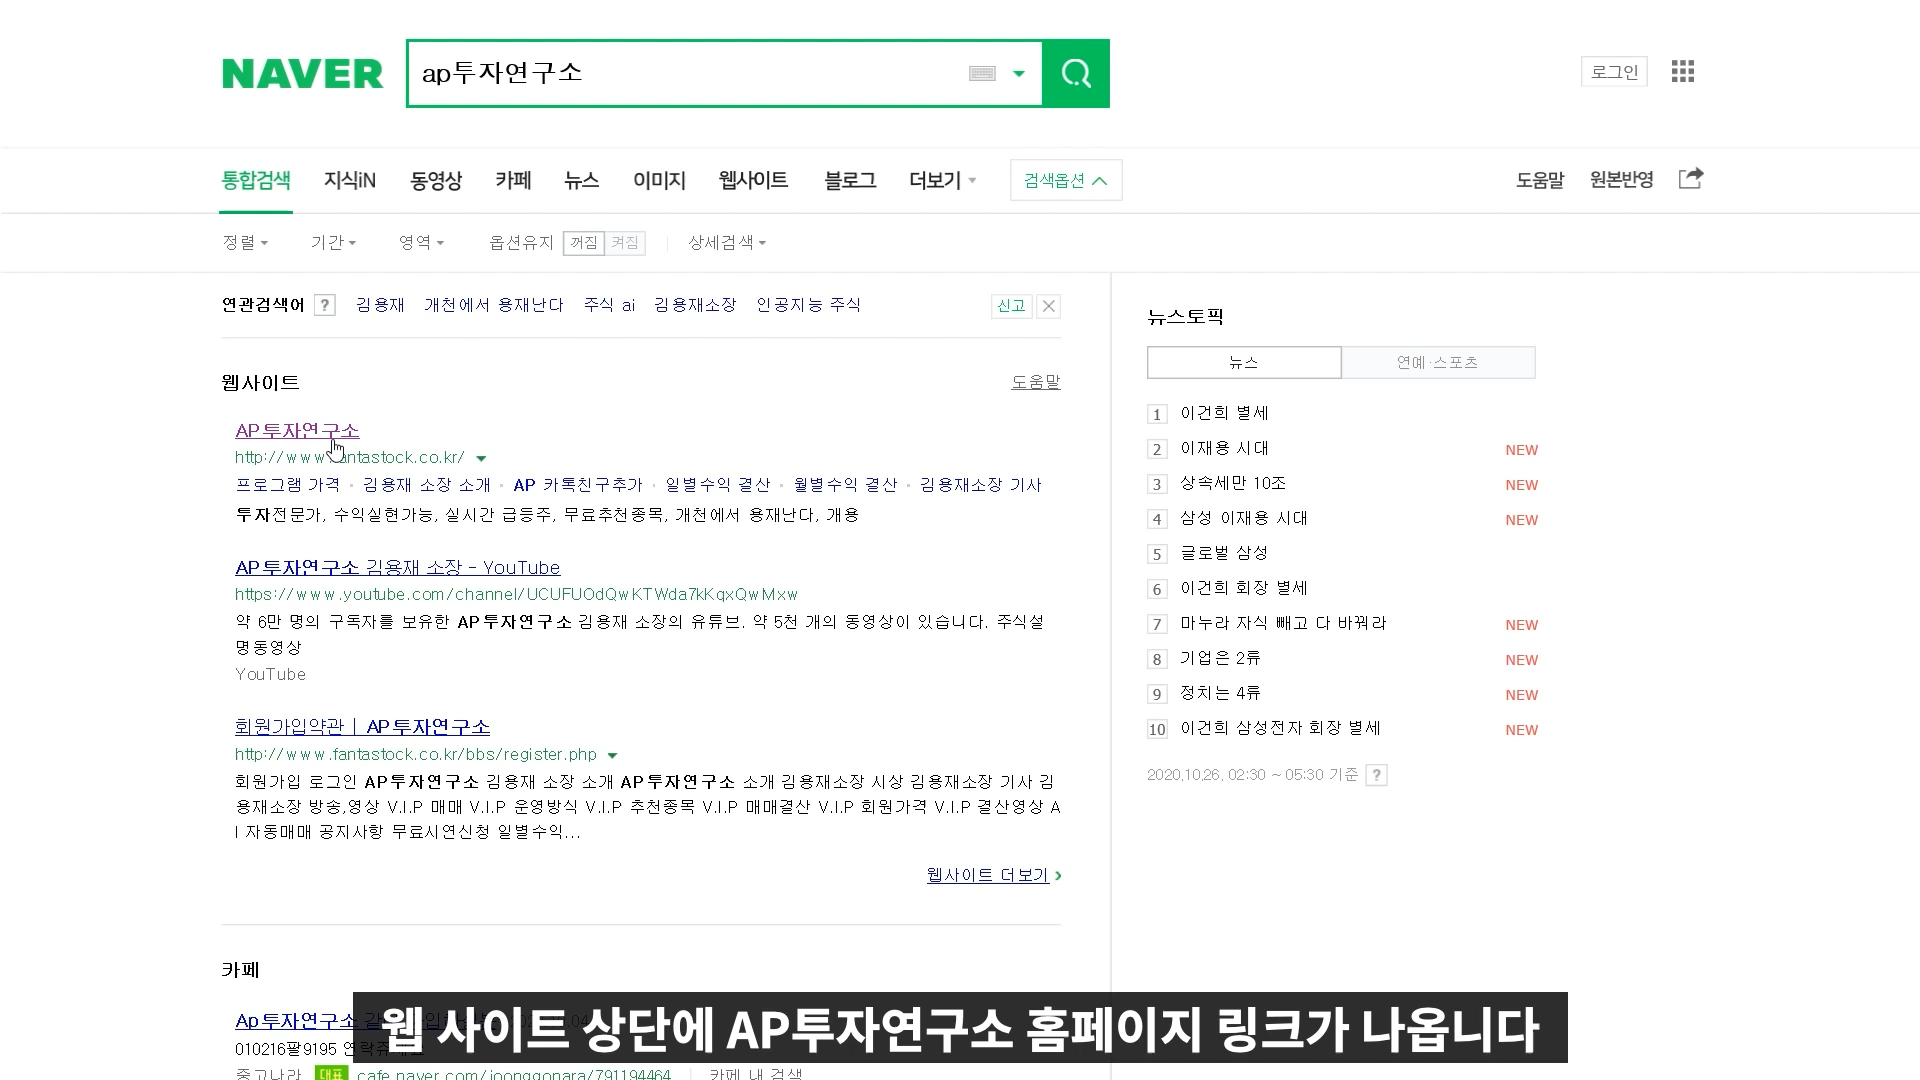 NAVER
ap투자연구소
로그인
통합검색 지식iN 동영상 카페 뉴스 이미지 웹사이트 블로그 더보기 검색옵션 도움말 원본반영
정렬 기간 영역 옵션유지 꺼짐 켜짐 상세검색
연관검색어 ? 김용재 개천에서 용재난다 주식 ai 김용재소장 인공지능 주식 신고
웹사이트 도움말
AP투자연구소
http://www.fantastock.co.kr/
프로그램 가격 · 김용재 소장 소개 · AP 카톡친구추가 · 일별수익 결산 · 월별수익 결산 · 김용재소장 기사
투자전문가, 수익실현가능, 실시간 급등주, 무료추천종목, 개천에서 용재난다, 개용
AP투자연구소 김용재 소장 - YouTube
https://www.youtube.com/channel/UCUFUOdQwKTWda7kKqxQwMxw
약 6만 명의 구독자를 보유한 AP투자연구소 김용재 소장의 유튜브. 약 5천 개의 동영상이 있습니다. 주식설
명동영상
YouTube
회원가입약관 | AP투자연구소
http://www.fantastock.co.kr/bbs/register.php
회원가입 로그인 AP투자연구소 김용재 소장 소개 AP투자연구소 소개 김용재소장 시상 김용재소장 기사 김
용재소장 방송,영상 V.I.P 매매 V.I.P 운영방식 V.I.P 추천종목 V.I.P 매매결산 V.I.P 회원가격 V.I.P 결산영상 A
I 자동매매 공지사항 무료시연신청 일별수익...
웹사이트 더보기
카페
Ap투자연구소
010216팔9195
중고나라 대표 cafe.naver.com/joonggonara/791194464 카페 내 검색
뉴스토픽
뉴스 연예·스포츠
1 이건희 별세
2 이재용 시대 NEW
3 상속세만 10조 NEW
4 삼성 이재용 시대 NEW
5 글로벌 삼성
6 이건희 회장 별세
7 마누라 자식 빼고 다 바꿔라 NEW
8 기업은 2류 NEW
9 정치는 4류 NEW
10 이건희 삼성전자 회장 별세 NEW
2020.10.26. 02:30 ~ 05:30 기준 ?
웹 사이트 상단에 AP투자연구소 홈페이지 링크가 나옵니다